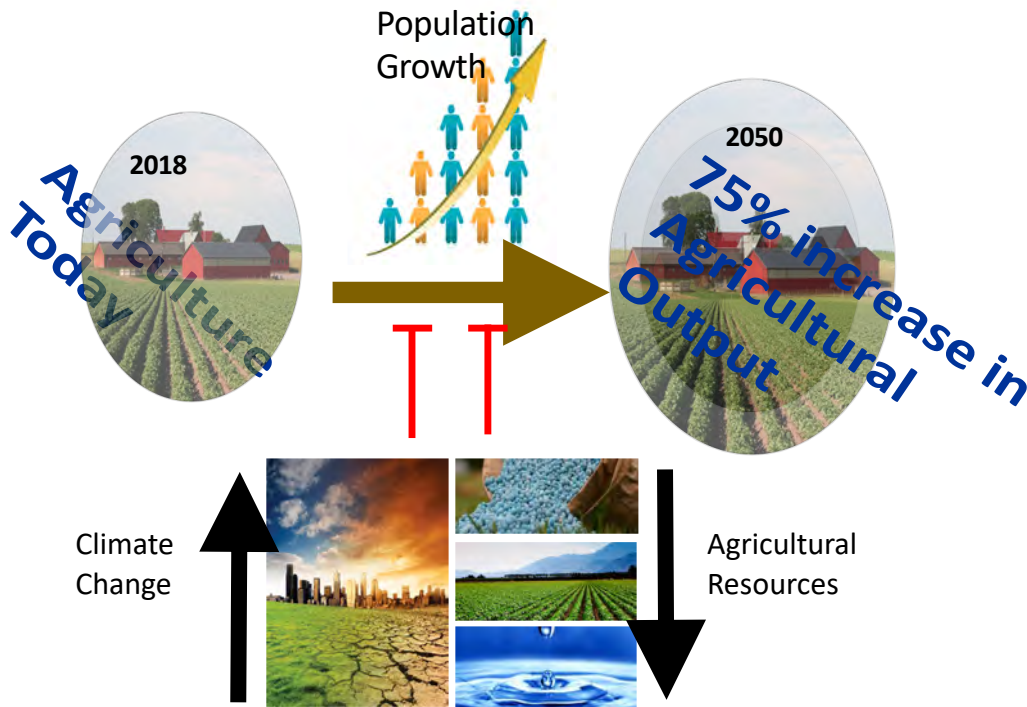 Population
Growth
2018
Agriculture
Today
2050
75% increase in
Agricultural
Output
Climate
Change
Agricultural
Resources